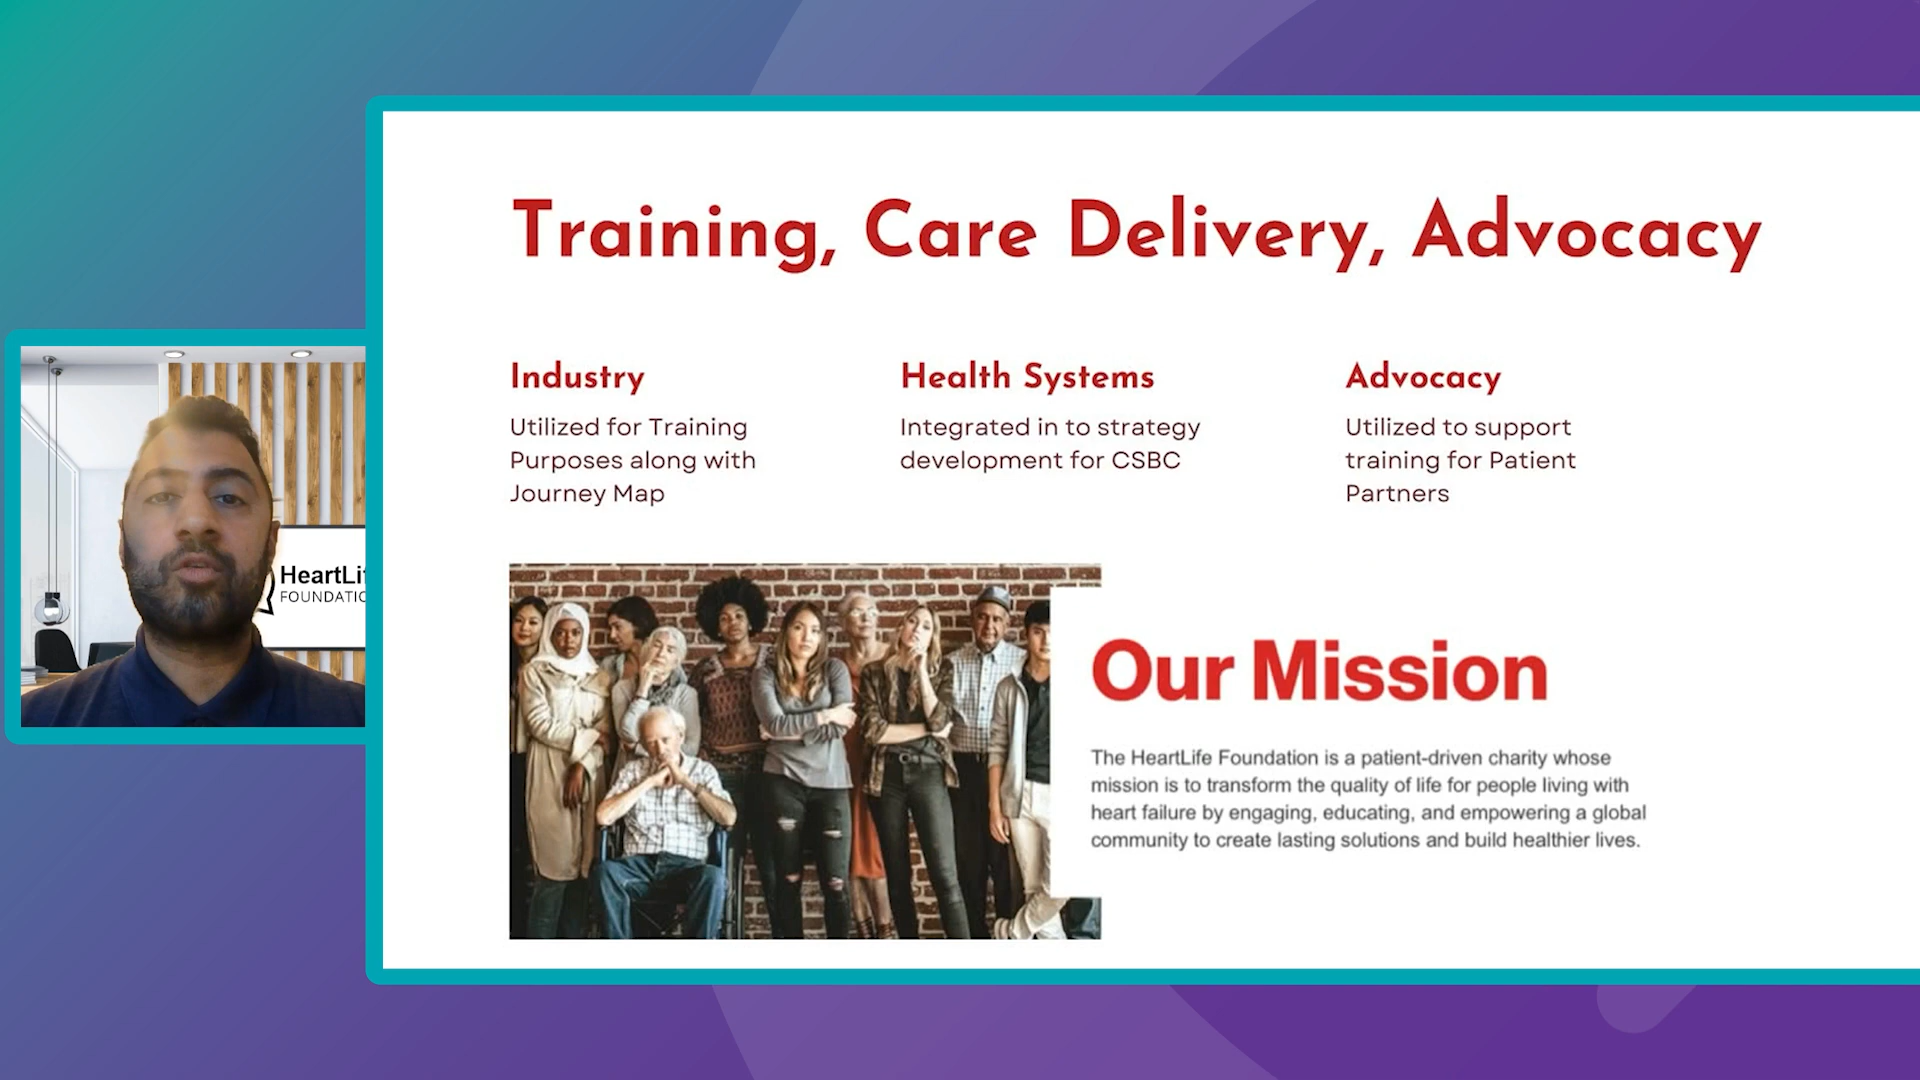 Training, Care Delivery, Advocacy
Industry
Utilized for Training
Purposes along with
Journey Map
Health Systems
Integrated in to strategy
development for CSBC
Advocacy
Utilized to support
training for Patient
Partners
HeartLif
FOUNDATIO
Our Mission
The HeartLife Foundation is a patient-driven charity whose
mission is to transform the quality of life for people living with
heart failure by engaging, educating, and empowering a global
community to create lasting solutions and build healthier lives.